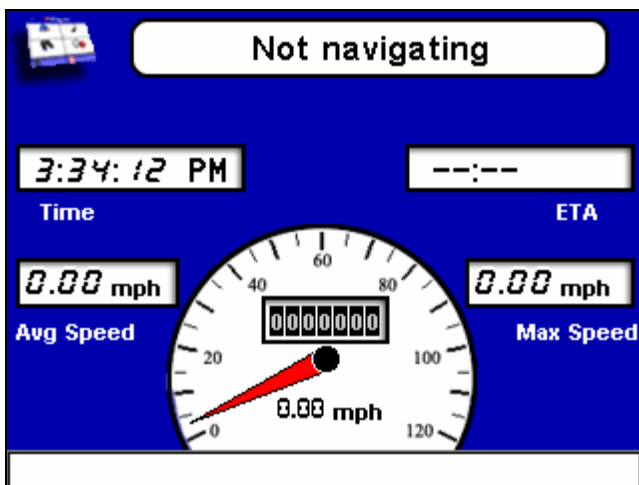 Not navigating
3:34:12 PM
--:--
Time
ETA
0.00 mph
0.00 mph
Avg Speed
Max Speed
0
20
40
60
80
100
120
0000000
0.00 mph